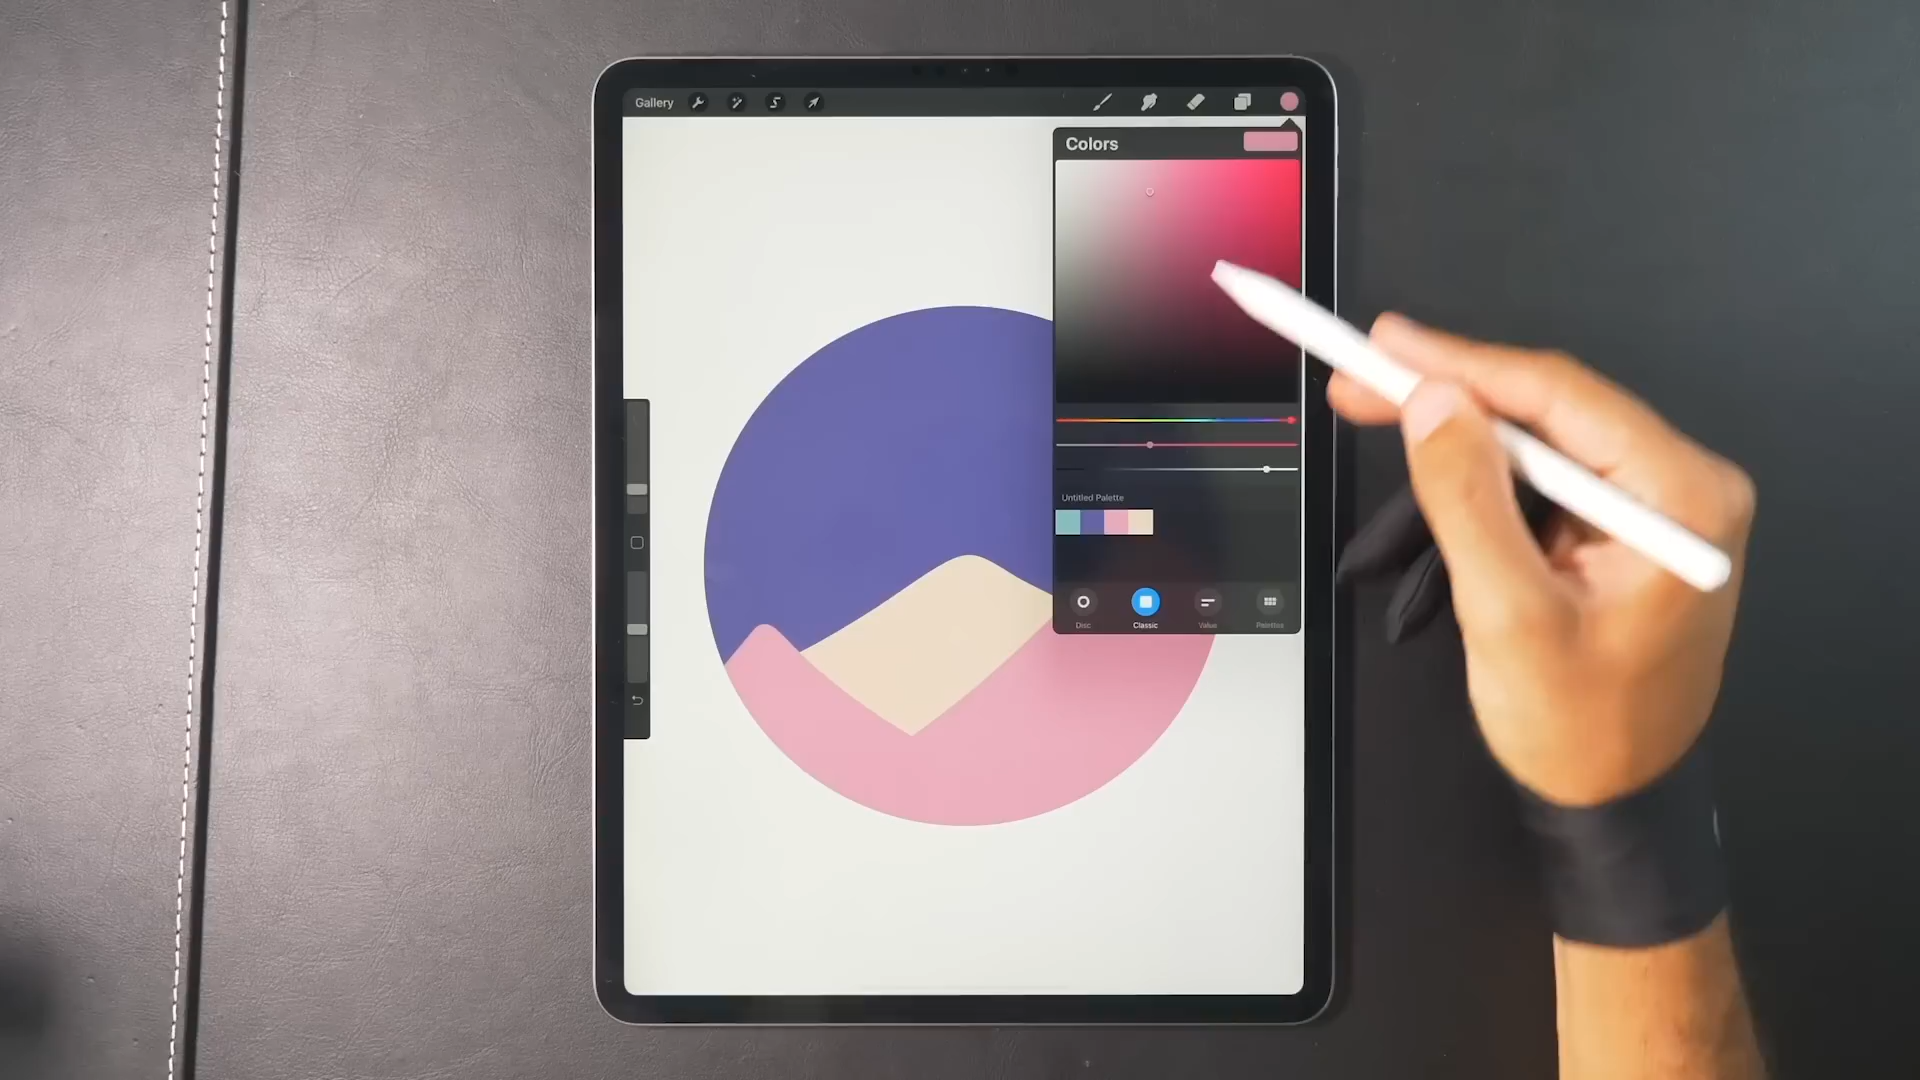 Gallery
Colors
Untitled Palette
Disc
Classic
Value
Palettes